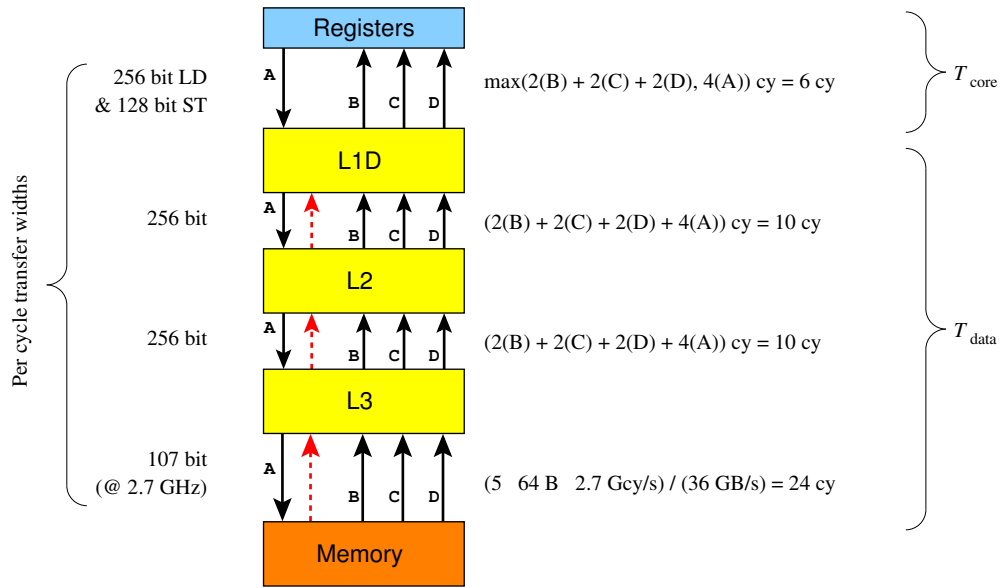 Registers
A
B
C
D
256 bit LD
& 128 bit ST
max(2(B) + 2(C) + 2(D), 4(A)) cy = 6 cy
T core
L1D
A
B
C
D
256 bit
(2(B) + 2(C) + 2(D) + 4(A)) cy = 10 cy
L2
Per cycle transfer widths
A
B
C
D
256 bit
(2(B) + 2(C) + 2(D) + 4(A)) cy = 10 cy
T data
L3
A
B
C
D
107 bit
(@ 2.7 GHz)
(5 64 B 2.7 Gcy/s) / (36 GB/s) = 24 cy
Memory